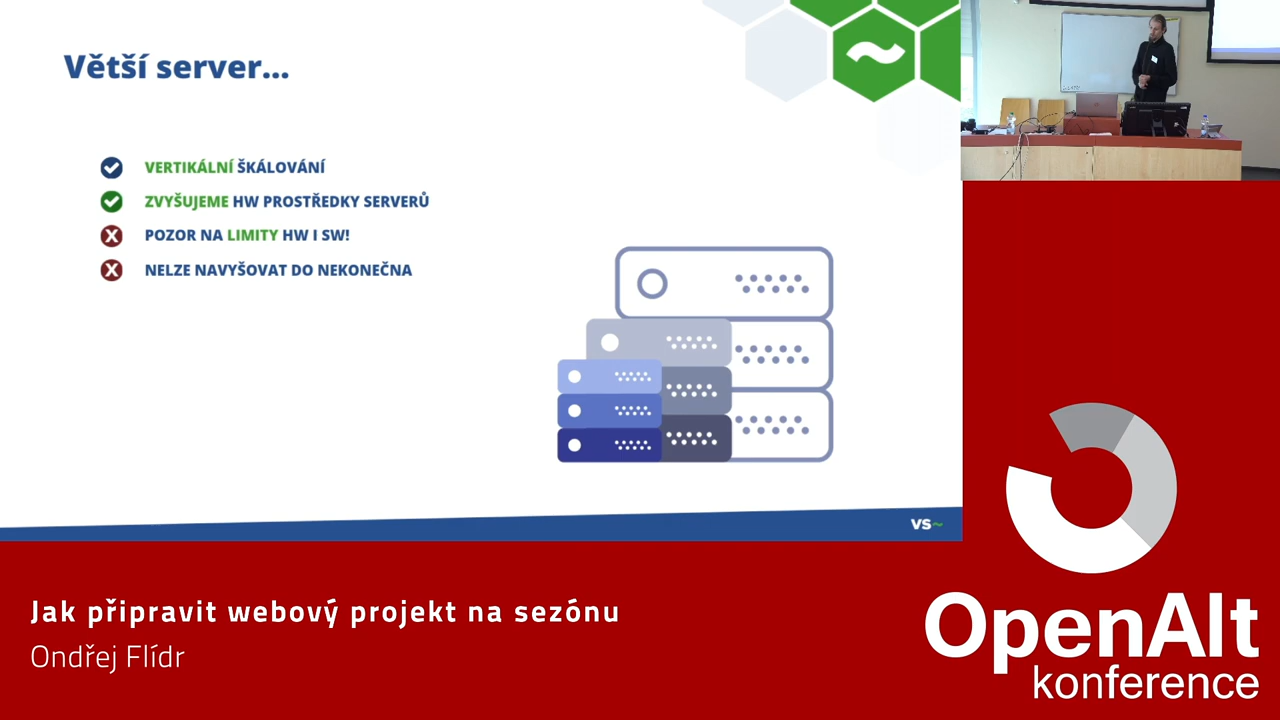 Větší server...
VERTIKÁLNÍ ŠKÁLOVÁNÍ
ZVYŠUJEME HW PROSTŘEDKY SERVERŮ
POZOR NA LIMITY HW I SW!
NELZE NAVYŠOVAT DO NEKONEČNA
VS~
Jak připravit webový projekt na sezónu
Ondřej Flídr
OpenAlt
konference